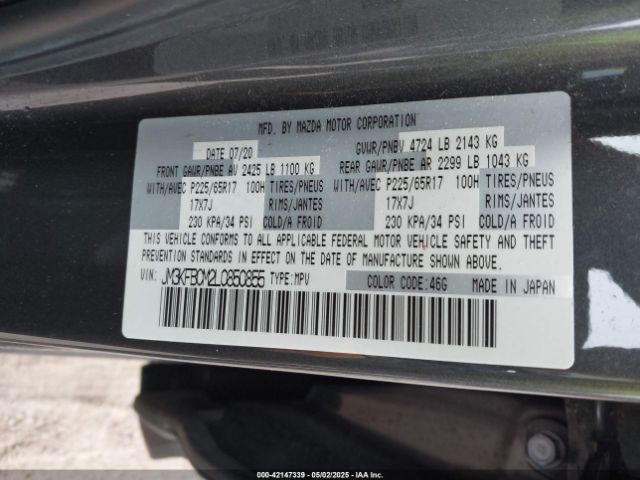 MFD. BY MAZDA MOTOR CORPORATION
DATE 07/20 GVWR/PNBV 4724 LB 2143 KG
FRONT GAWR/PNBE AV 2425 LB 1100 KG REAR GAWR/PNBE AR 2299 LB 1043 KG
WITH/AVEC P225/65R17 100H TIRES/PNEUS WITH/AVEC P225/65R17 100H TIRES/PNEUS
17X7J RIMS/JANTES 17X7J RIMS/JANTES
230 KPA/34 PSI COLD/A FROID 230 KPA/34 PSI COLD/A FROID
THIS VEHICLE CONFORMS TO ALL APPLICABLE FEDERAL MOTOR VEHICLE SAFETY AND THEFT
PREVENTION STANDARDS IN EFFECT ON THE DATE OF MANUFACTURE SHOWN ABOVE.
VIN: JM3KFBCM2L0850855 TYPE:MPV COLOR CODE:46G MADE IN JAPAN
© IAAI 42147339 - 05/02/2025 - IAAI.COM